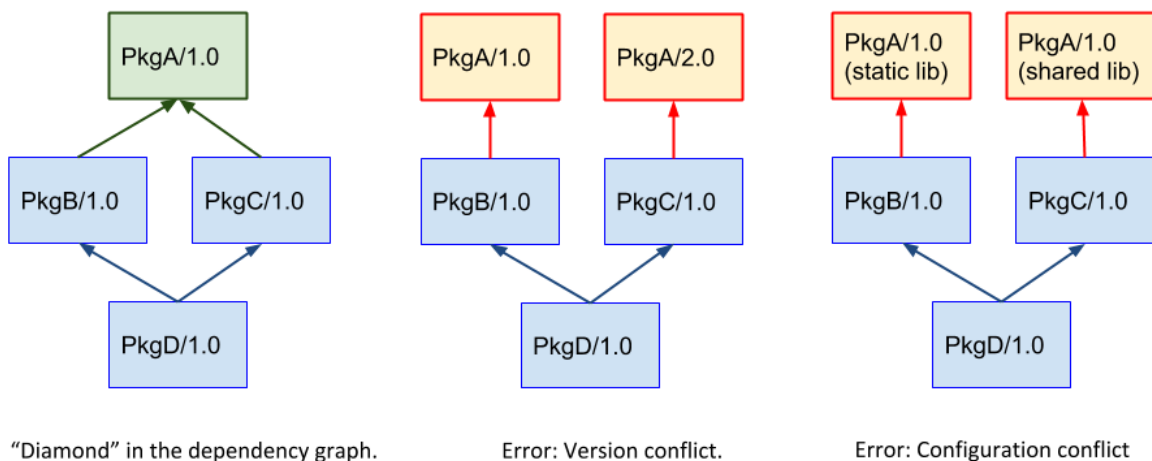 PkgA/1.0
PkgB/1.0
PkgC/1.0
PkgD/1.0
“Diamond” in the dependency graph.
PkgA/1.0
PkgA/2.0
PkgB/1.0
PkgC/1.0
PkgD/1.0
Error: Version conflict.
PkgA/1.0
(static lib)
PkgA/1.0
(shared lib)
PkgB/1.0
PkgC/1.0
PkgD/1.0
Error: Configuration conflict